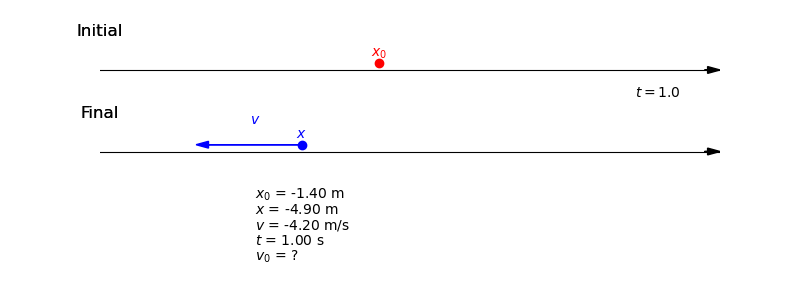 Initial
x₀
t = 1.0
Final
v
x
x₀ = -1.40 m
x = -4.90 m
v = -4.20 m/s
t = 1.00 s
v₀ = ?